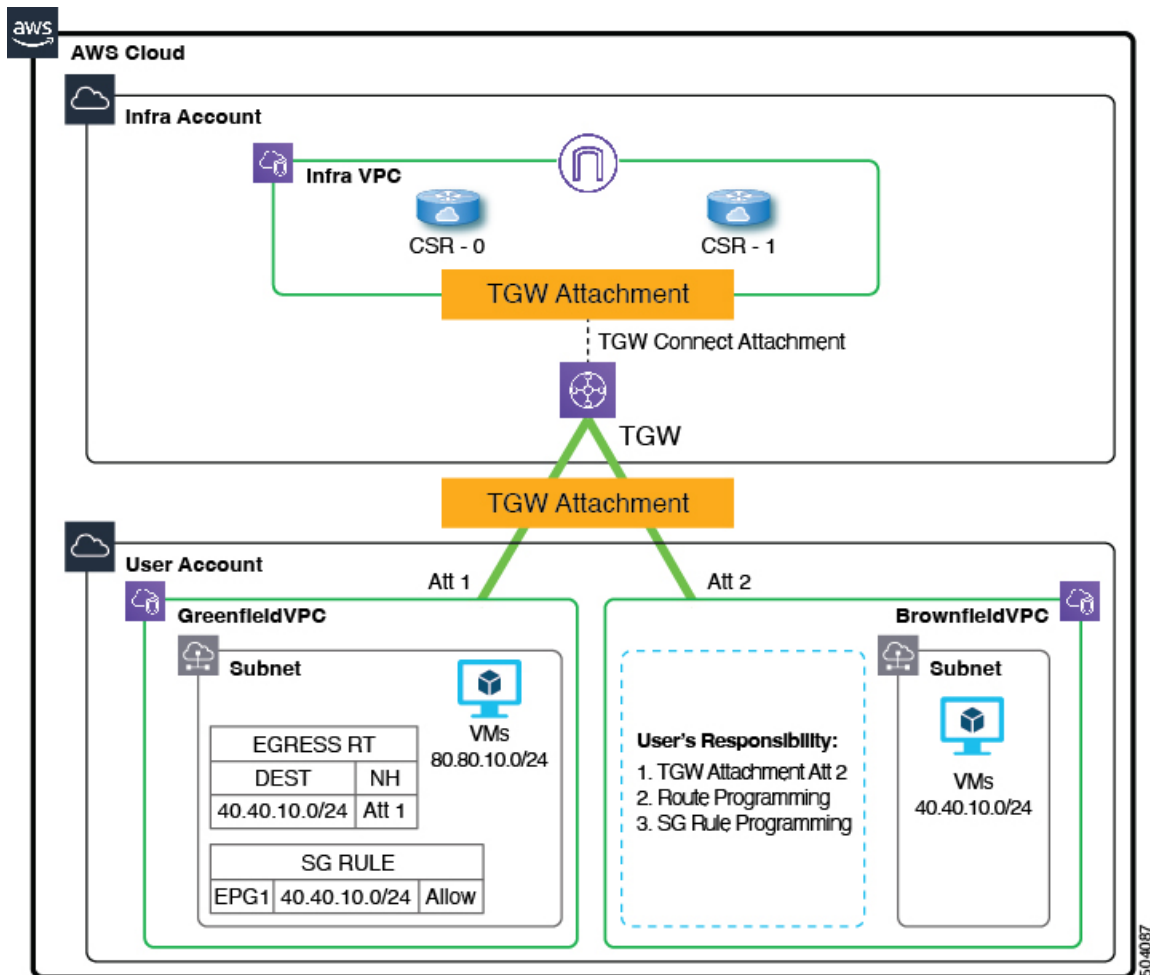 aws
AWS Cloud
Infra Account
Infra VPC
CSR - 0
CSR - 1
TGW Attachment
TGW Connect Attachment
TGW
TGW Attachment
User Account
Att 1
Att 2
GreenfieldVPC
Subnet
VMs
80.80.10.0/24
EGRESS RT
DEST NH
40.40.10.0/24 Att 1
SG RULE
EPG1 40.40.10.0/24 Allow
BrownfieldVPC
User's Responsibility:
1. TGW Attachment Att 2
2. Route Programming
3. SG Rule Programming
Subnet
VMs
40.40.10.0/24
504087